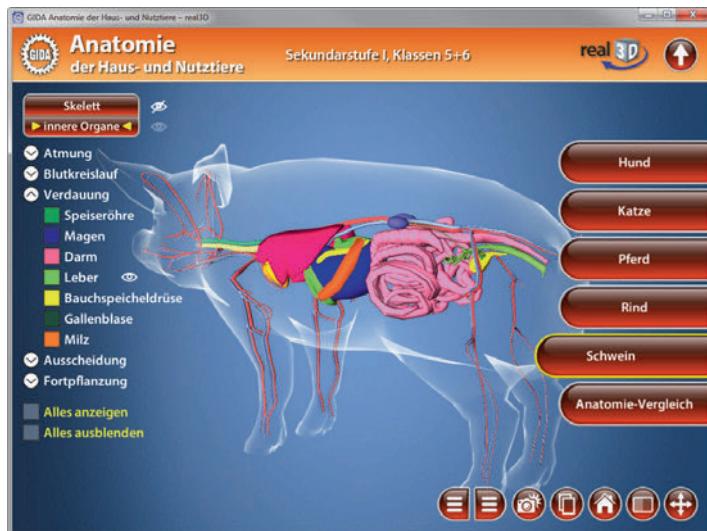 GIDA Anatomie der Haus- und Nutztiere – real3D
GIDA
Anatomie
der Haus- und Nutztiere
Sekundarstufe I, Klassen 5+6
real 3D
Skelett
innere Organe
Atmung
Blutkreislauf
Verdauung
Speiseröhre
Magen
Darm
Leber
Bauchspeicheldrüse
Gallenblase
Milz
Ausscheidung
Fortpflanzung
Alles anzeigen
Alles ausblenden
Hund
Katze
Pferd
Rind
Schwein
Anatomie-Vergleich